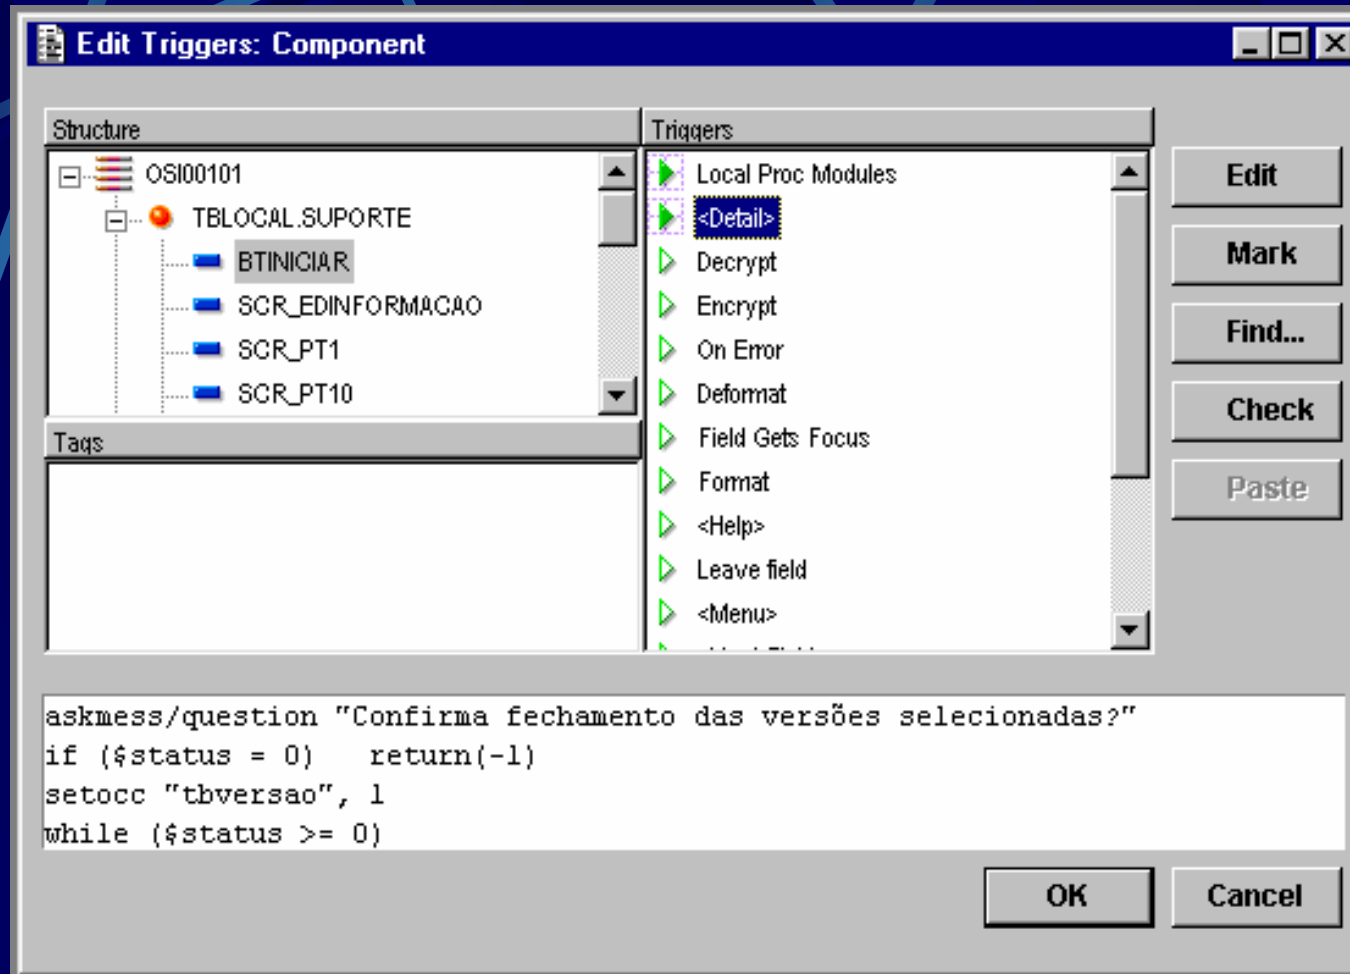 Edit Triggers: Component
Structure
OSI00101
TBLOCAL.SUPORTE
BTINICIAR
SCR_EDINFORMACAO
SCR_PT1
SCR_PT10
Tags
Triggers
Local Proc Modules
<Detail>
Decrypt
Encrypt
On Error
Deformat
Field Gets Focus
Format
<Help>
Leave field
<Menu>
Edit
Mark
Find...
Check
Paste
askmess/question "Confirma fechamento das versões selecionadas?"
if ($status = 0)   return(-1)
setocc "tbversao", 1
while ($status >= 0)
OK
Cancel